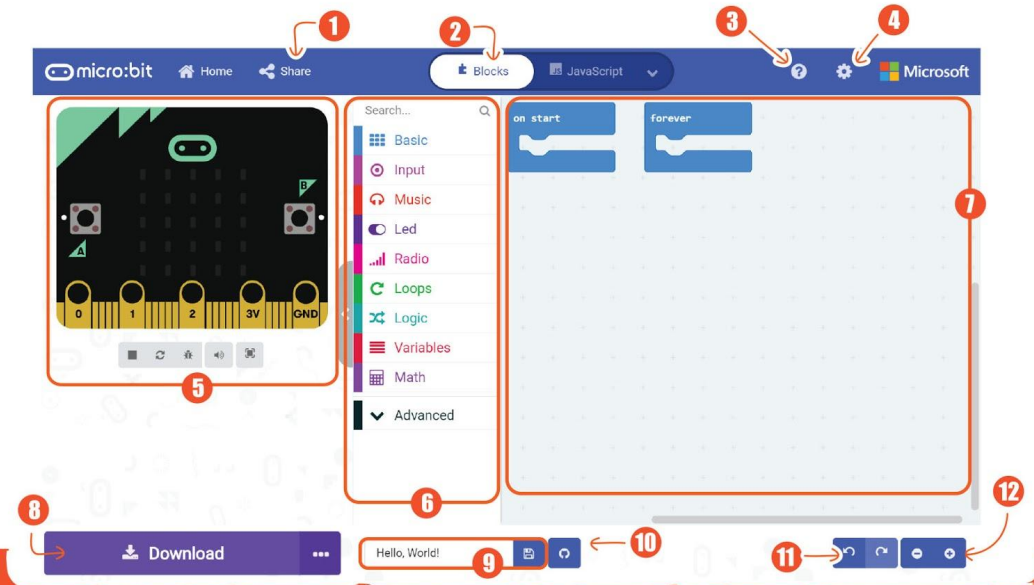 1
2
3
4
micro:bit
Home
Share
Blocks
JavaScript
Microsoft
Search...
Basic
Input
Music
Led
Radio
Loops
Logic
Variables
Math
Advanced
on start
forever
B
A
0
1
2
3V
GND
5
6
7
8
Download
Hello, World!
9
10
11
12